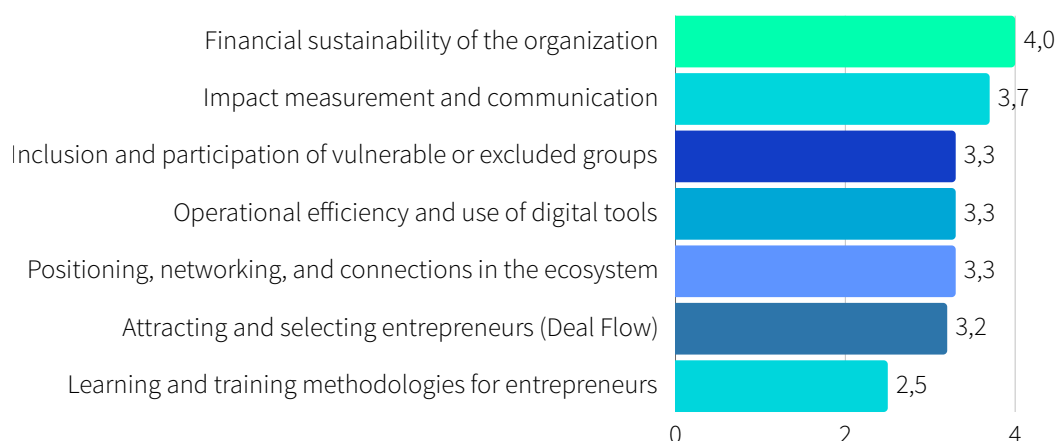 Financial sustainability of the organization 4,0
Impact measurement and communication 3,7
Inclusion and participation of vulnerable or excluded groups 3,3
Operational efficiency and use of digital tools 3,3
Positioning, networking, and connections in the ecosystem 3,3
Attracting and selecting entrepreneurs (Deal Flow) 3,2
Learning and training methodologies for entrepreneurs 2,5
0 2 4